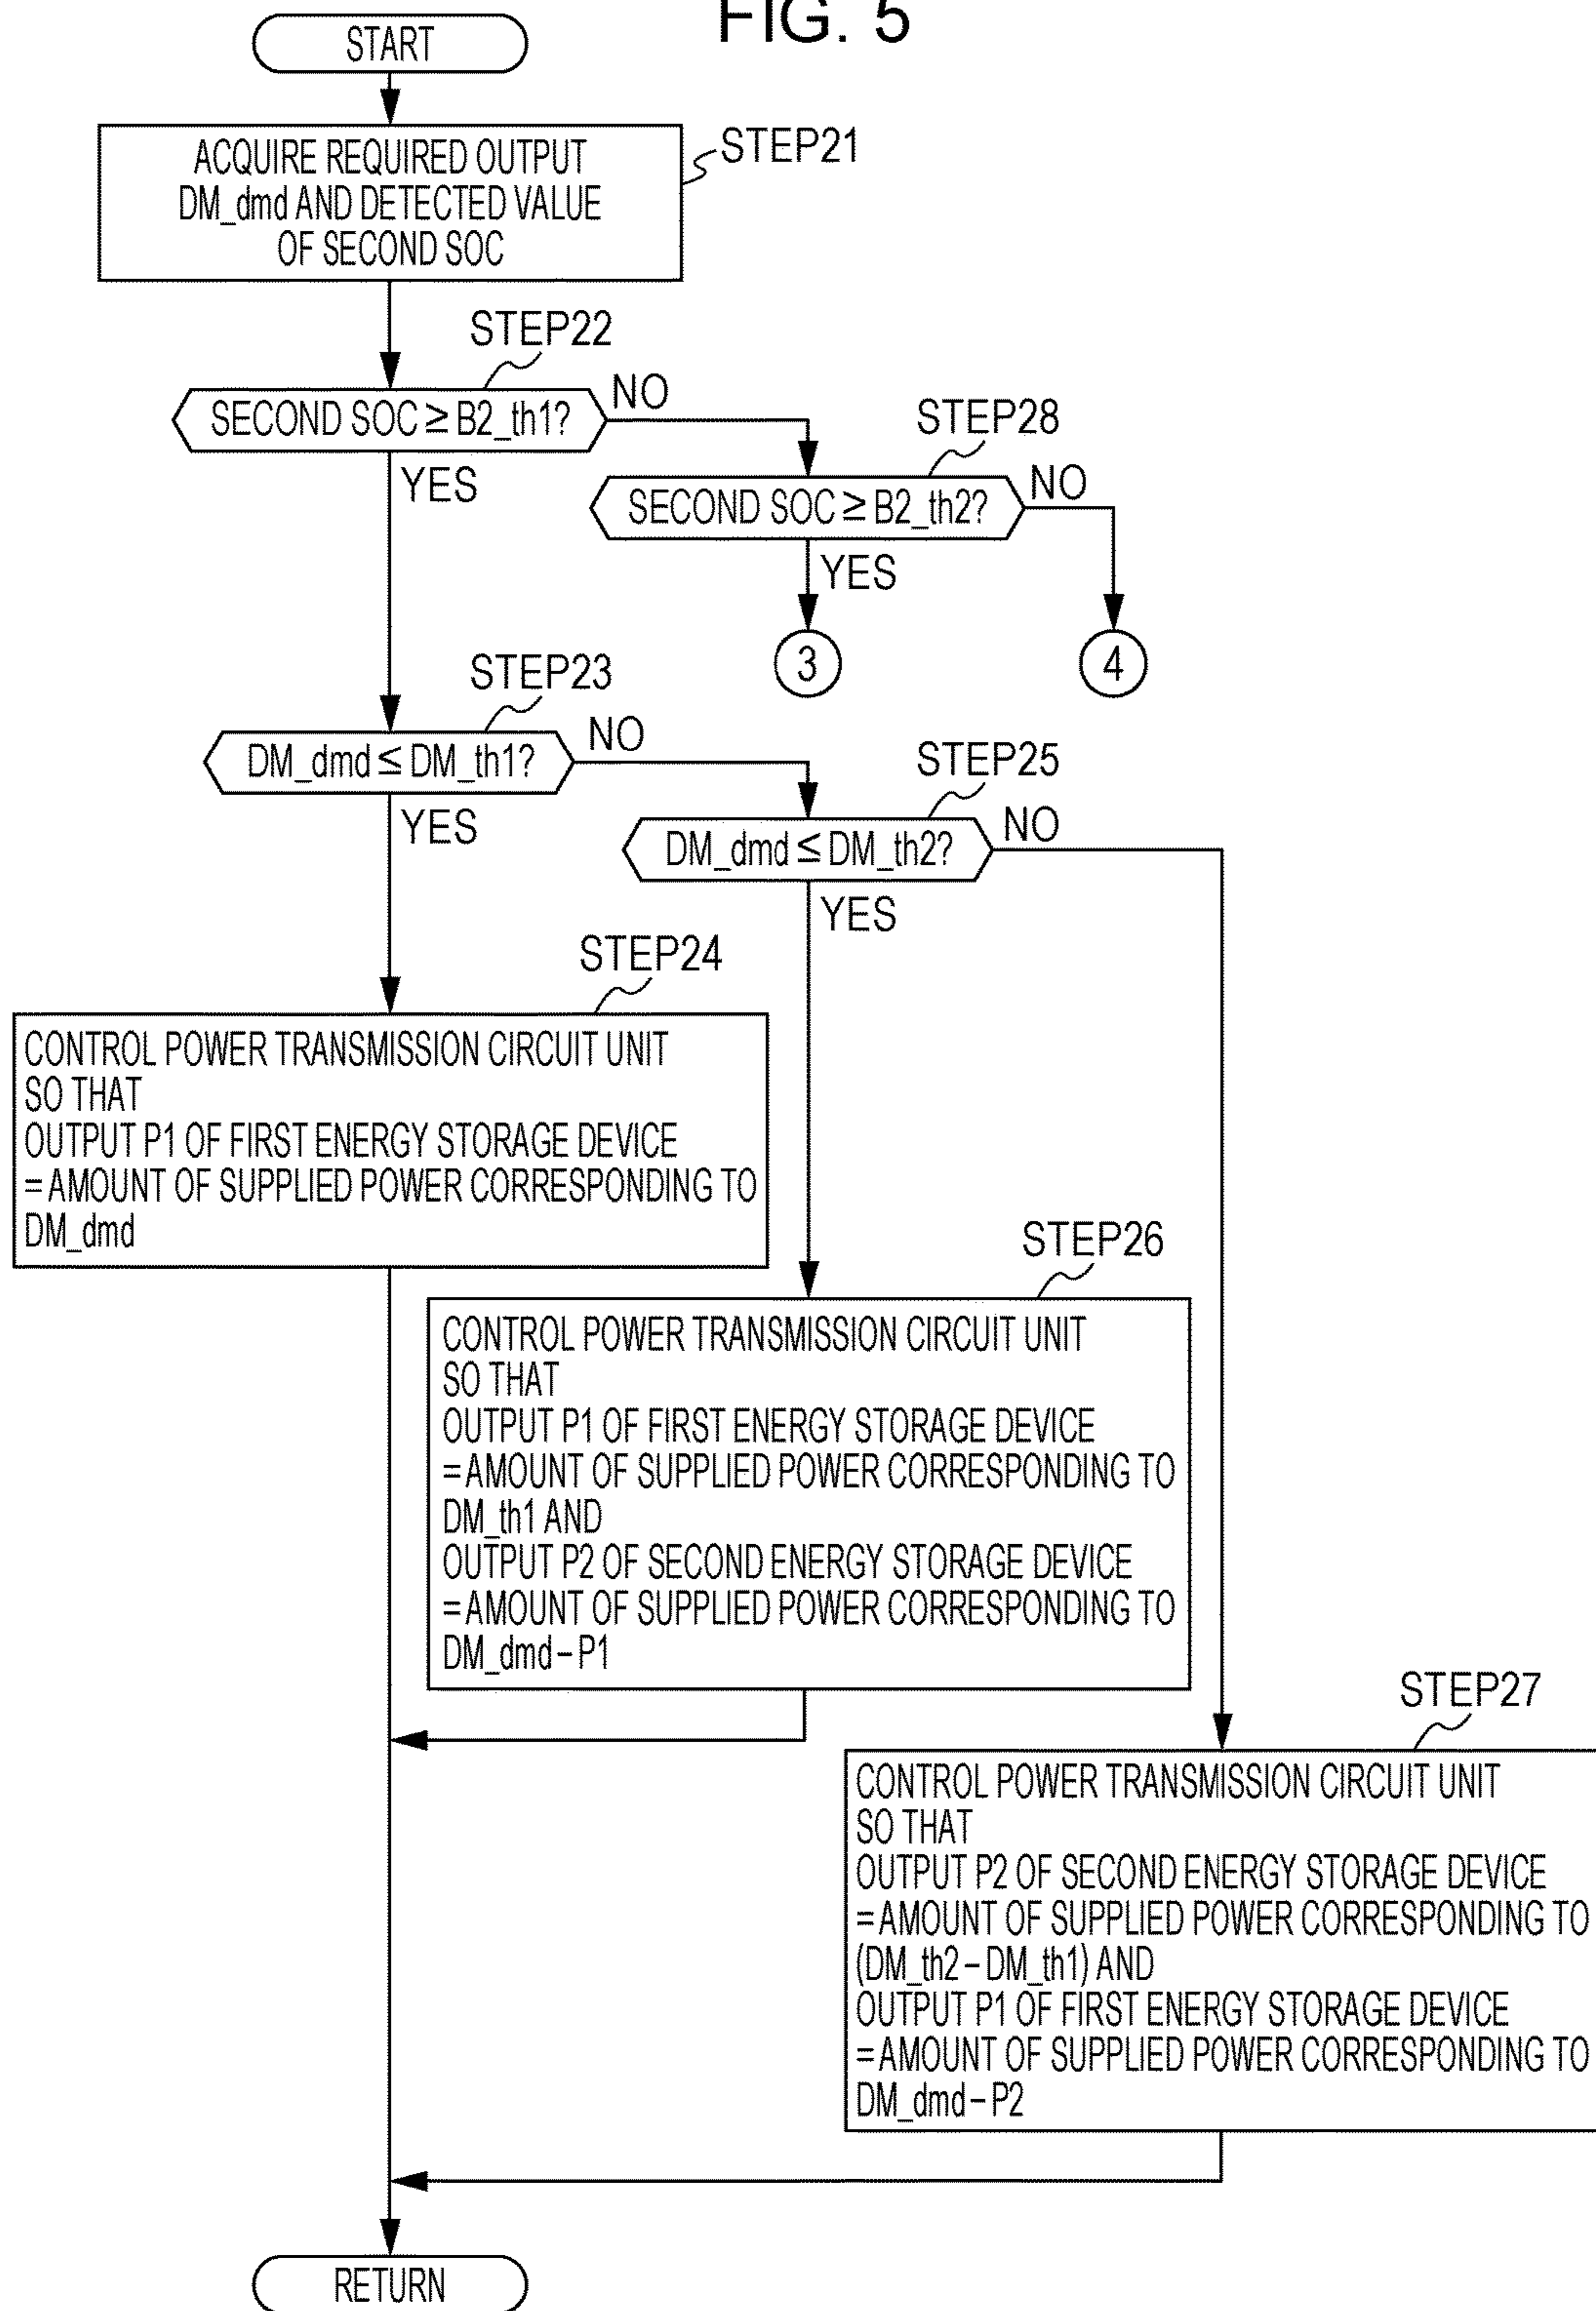 FIG. 5
START
ACQUIRE REQUIRED OUTPUT
DM_dmd AND DETECTED VALUE
OF SECOND SOC
STEP21
STEP22
SECOND SOC ≥ B2_th1?
NO
YES
STEP28
SECOND SOC ≥ B2_th2?
NO
YES
3
4
STEP23
DM_dmd ≤ DM_th1?
NO
YES
STEP25
DM_dmd ≤ DM_th2?
NO
YES
STEP24
CONTROL POWER TRANSMISSION CIRCUIT UNIT
SO THAT
OUTPUT P1 OF FIRST ENERGY STORAGE DEVICE
= AMOUNT OF SUPPLIED POWER CORRESPONDING TO
DM_dmd
STEP26
CONTROL POWER TRANSMISSION CIRCUIT UNIT
SO THAT
OUTPUT P1 OF FIRST ENERGY STORAGE DEVICE
= AMOUNT OF SUPPLIED POWER CORRESPONDING TO
DM_th1 AND
OUTPUT P2 OF SECOND ENERGY STORAGE DEVICE
= AMOUNT OF SUPPLIED POWER CORRESPONDING TO
DM_dmd – P1
STEP27
CONTROL POWER TRANSMISSION CIRCUIT UNIT
SO THAT
OUTPUT P2 OF SECOND ENERGY STORAGE DEVICE
= AMOUNT OF SUPPLIED POWER CORRESPONDING TO
(DM_th2 – DM_th1) AND
OUTPUT P1 OF FIRST ENERGY STORAGE DEVICE
= AMOUNT OF SUPPLIED POWER CORRESPONDING TO
DM_dmd – P2
RETURN